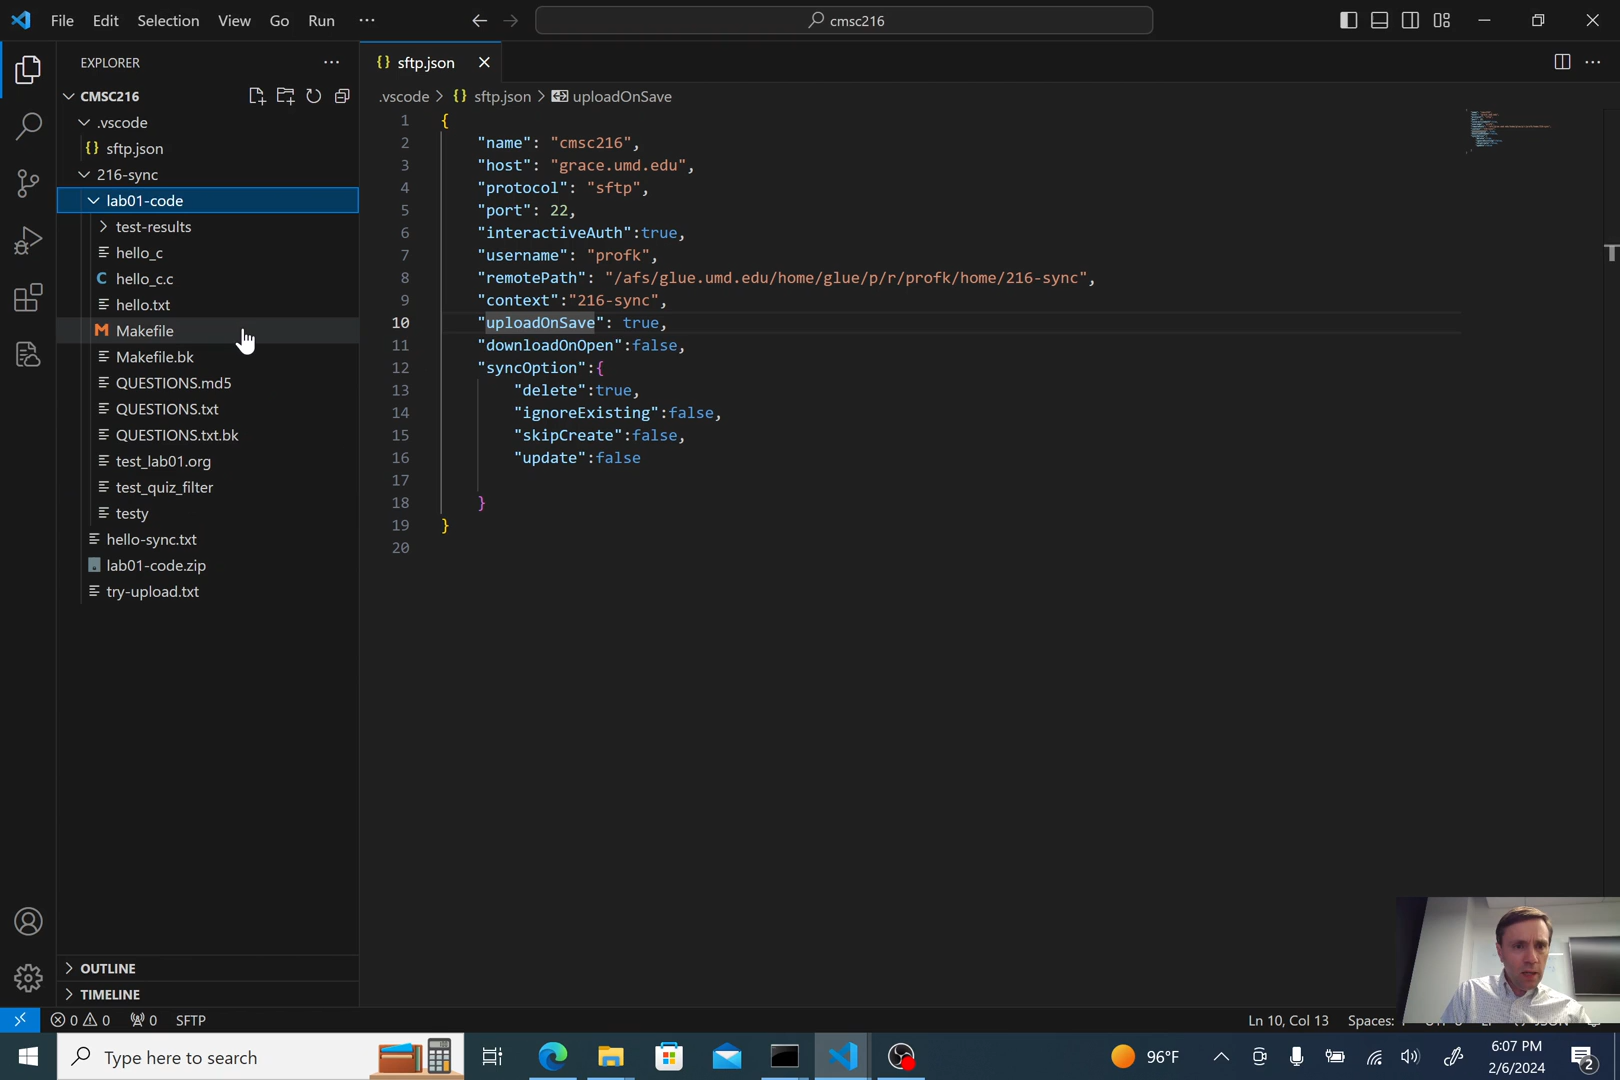 File Edit Selection View Go Run ···
cmsc216
EXPLORER
CMSC216
.vscode
sftp.json
216-sync
lab01-code
test-results
hello_c
C hello_c.c
hello.txt
M Makefile
Makefile.bk
QUESTIONS.md5
QUESTIONS.txt
QUESTIONS.txt.bk
test_lab01.org
test_quiz_filter
testy
hello-sync.txt
lab01-code.zip
try-upload.txt
OUTLINE
TIMELINE
{} sftp.json
.vscode > {} sftp.json > uploadOnSave
1 {
2 "name": "cmsc216",
3 "host": "grace.umd.edu",
4 "protocol": "sftp",
5 "port": 22,
6 "interactiveAuth":true,
7 "username": "profk",
8 "remotePath": "/afs/glue.umd.edu/home/glue/p/r/profk/home/216-sync",
9 "context":"216-sync",
10 "uploadOnSave": true,
11 "downloadOnOpen":false,
12 "syncOption":{
13 "delete":true,
14 "ignoreExisting":false,
15 "skipCreate":false,
16 "update":false
17
18 }
19 }
20
0 0 0 SFTP
Ln 10, Col 13 Spaces:
Type here to search
96°F
6:07 PM
2/6/2024
2